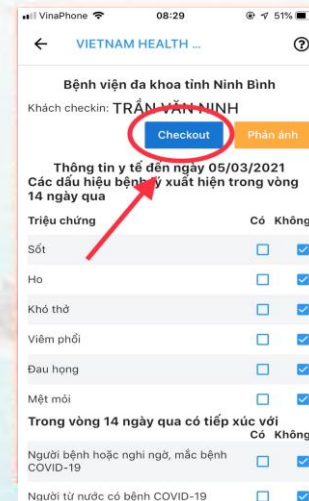 VinaPhone 08:29 51%
VIETNAM HEALTH ...
Bệnh viện đa khoa tỉnh Ninh Bình
Khách checkin: TRẦN VĂN NINH
Checkout Phản ánh
Thông tin y tế đến ngày 05/03/2021
Các dấu hiệu bệnh lý xuất hiện trong vòng
14 ngày qua
Triệu chứng Có Không
Sốt
Ho
Khó thở
Viêm phổi
Đau họng
Mệt mỏi
Trong vòng 14 ngày qua có tiếp xúc với
Có Không
Người bệnh hoặc nghi ngờ, mắc bệnh
COVID-19
Người từ nước có bệnh COVID-19